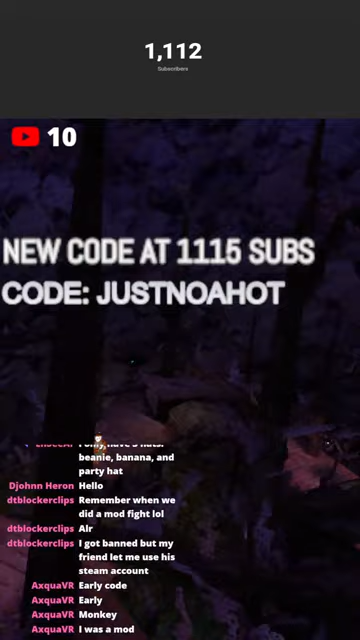 1,112
Subscribers
10
NEW CODE AT 1115 SUBS
CODE: JUSTNOAHOT
beanie, banana, and
party hat
Djohnn Heron Hello
dtblockerclips Remember when we
did a mod fight lol
dtblockerclips Alr
dtblockerclips I got banned but my
friend let me use his
steam account
AxquaVR Early code
AxquaVR Early
AxquaVR Monkey
AxquaVR I was a mod